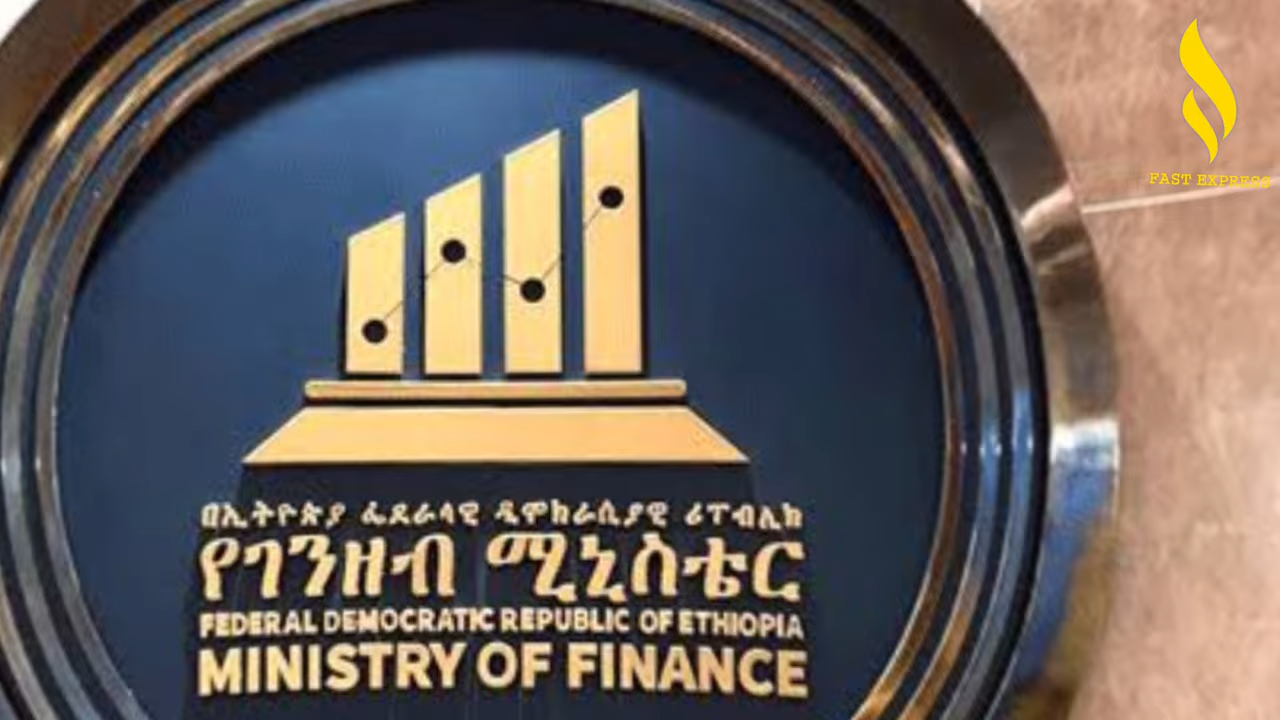 FAST EXPRESS
በኢትዮጵያ ፌደራላዊ ዲሞክራሲያዊ ሪፐብሊክ
የገንዘብ ሚኒስቴር
FEDERAL DEMOCRATIC REPUBLIC OF ETHIOPIA
MINISTRY OF FINANCE